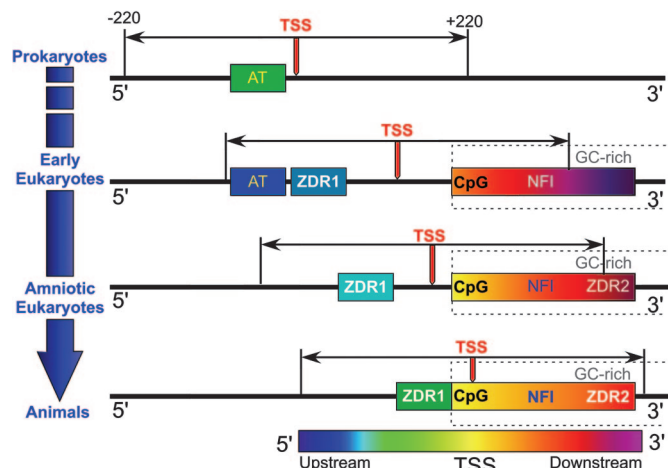 -220
TSS
+220
Prokaryotes
AT
5'
3'
TSS
GC-rich
Early
Eukaryotes
AT
ZDR1
CpG
NFI
5'
3'
TSS
GC-rich
Amniotic
Eukaryotes
ZDR1
CpG
NFI
ZDR2
5'
3'
TSS
GC-rich
Animals
ZDR1
CpG
NFI
ZDR2
5'
3'
5'
3'
Upstream
TSS
Downstream